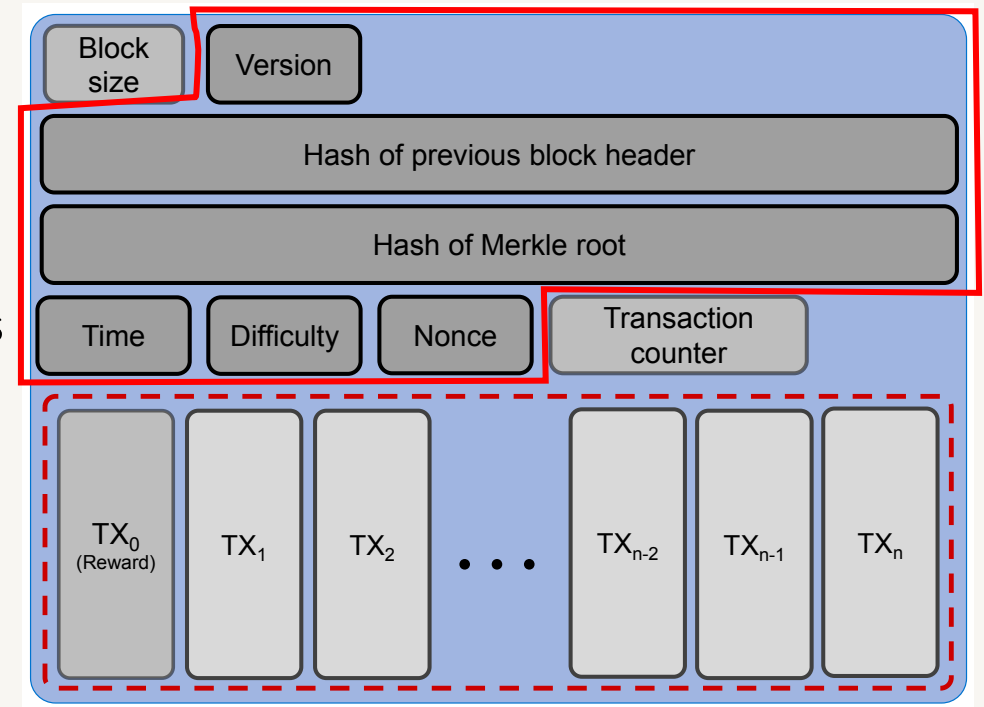 Block
size
Version
Hash of previous block header
Hash of Merkle root
s
Time
Difficulty
Nonce
Transaction
counter
TX0
(Reward)
TX1
TX2
. . .
TXn-2
TXn-1
TXn